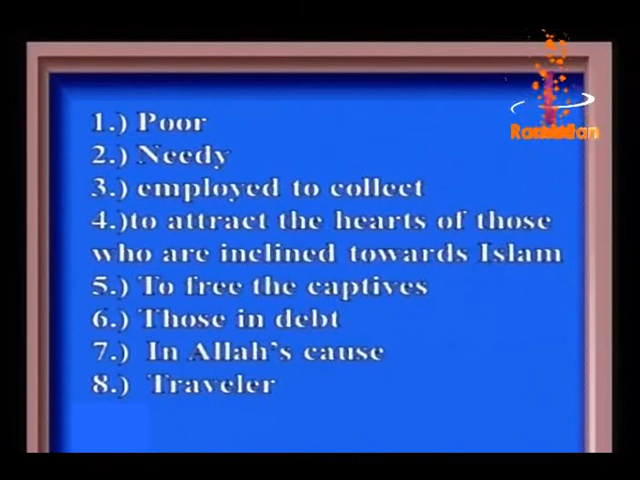 1.) Poor
2.) Needy
3.) employed to collect
4.)to attract the hearts of those
who are inclined towards Islam
5.) To free the captives
6.) Those in debt
7.) In Allah's cause
8.) Traveler